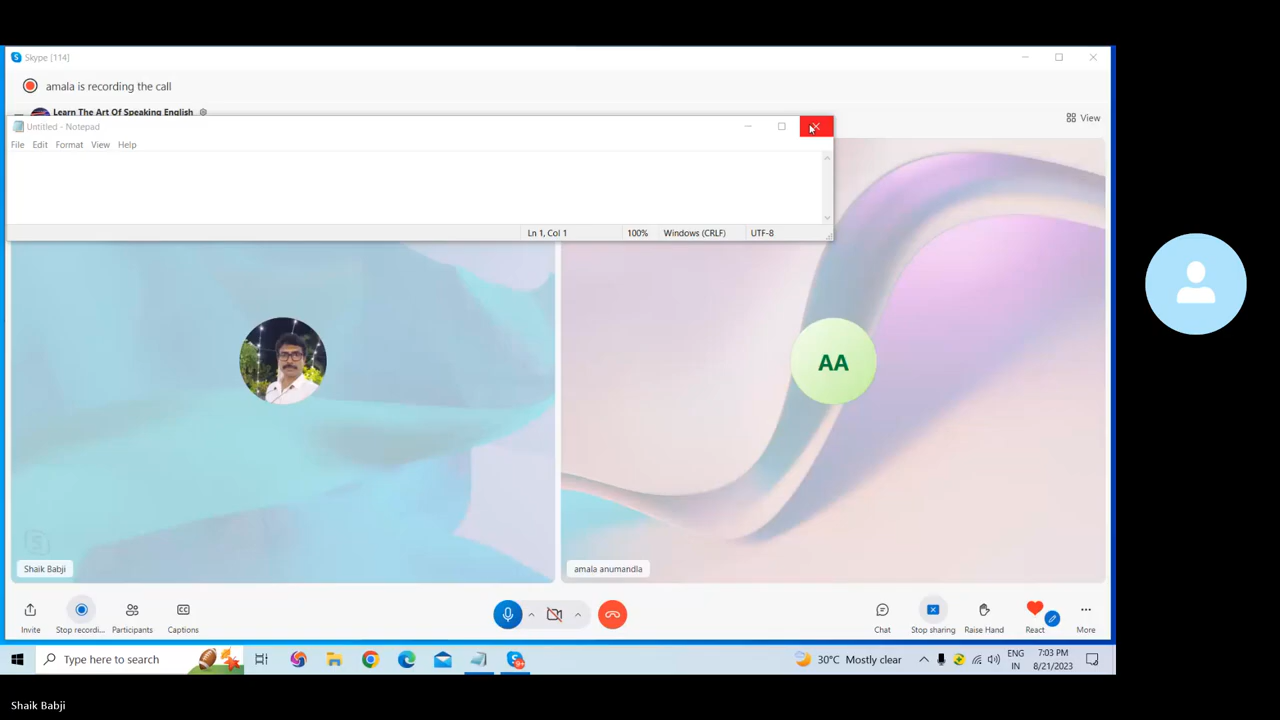 Skype [114]
amala is recording the call
Learn The Art Of Speaking English
View
Untitled - Notepad
File Edit Format View Help
Ln 1, Col 1 100% Windows (CRLF) UTF-8
AA
Shaik Babji
amala anumandla
Invite Stop recordi... Participants CC Captions Chat Stop sharing Raise Hand React More
Type here to search 30°C Mostly clear ENG IN 7:03 PM 8/21/2023
Shaik Babji